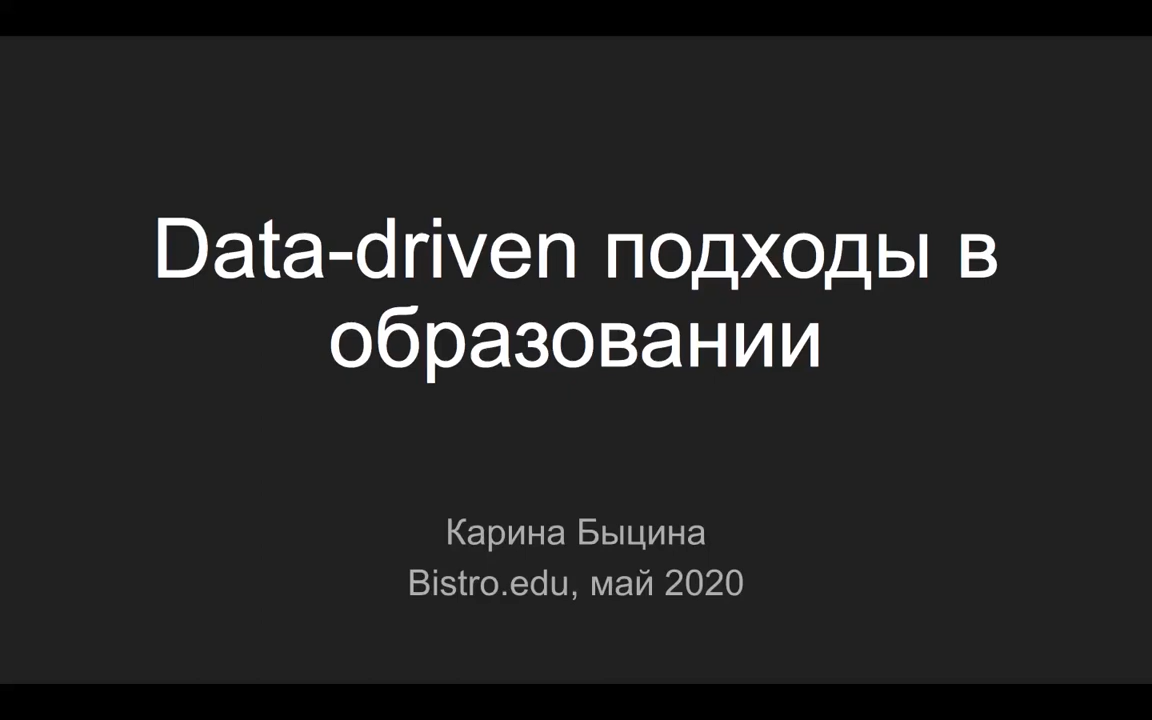 Data-driven подходы в
образовании
Карина Быцина
Bistro.edu, май 2020